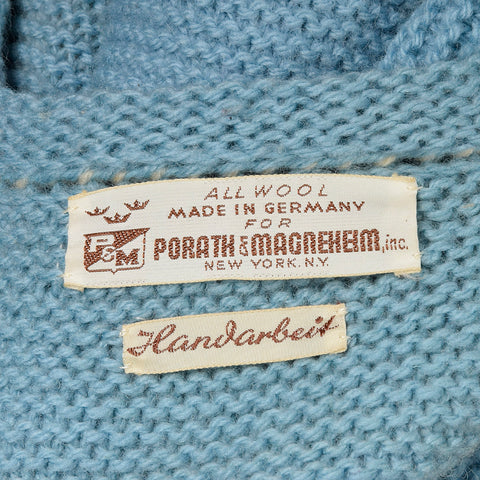 ALL WOOL
MADE IN GERMANY
FOR
P&M
PORATH & MAGNEHEIM, inc.
NEW YORK. N.Y.
Handarbeit